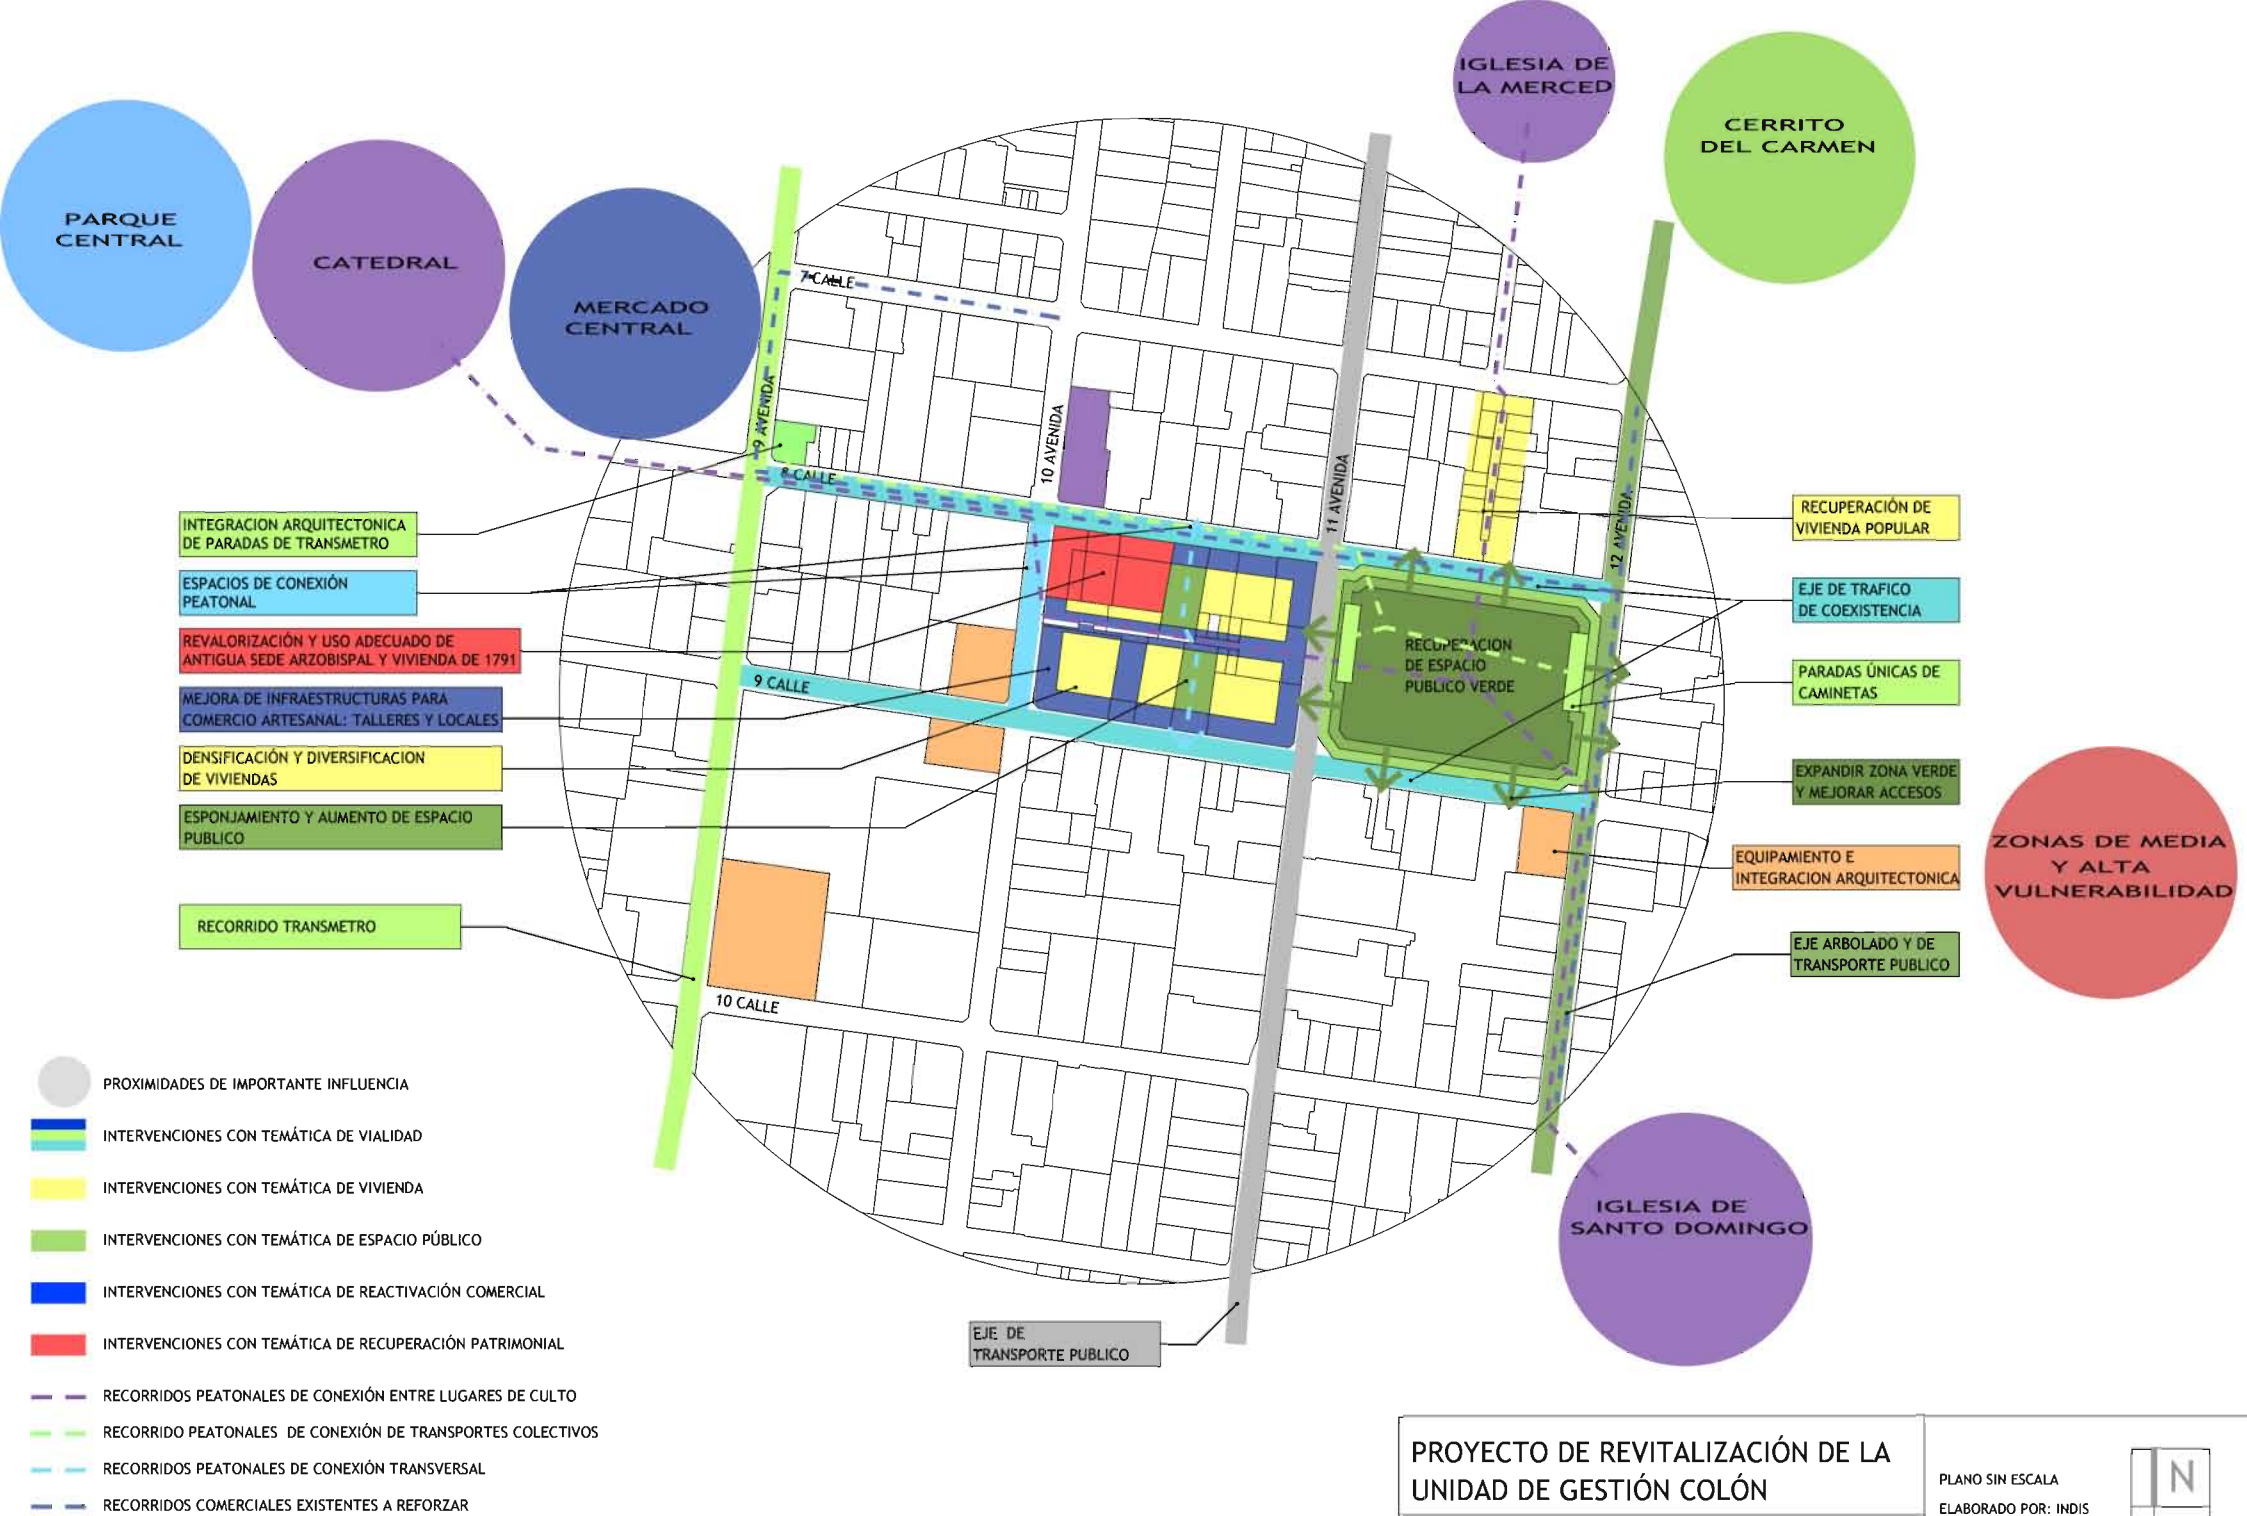 IGLESIA DE
LA MERCED
CERRITO
DEL CARMEN
PARQUE
CENTRAL
CATEDRAL
MERCADO
CENTRAL
7 CALLE
9 AVENIDA
10 AVENIDA
8 CALLE
11 AVENIDA
12 AVENIDA
INTEGRACION ARQUITECTONICA
DE PARADAS DE TRANSMETRO
ESPACIOS DE CONEXIÓN
PEATONAL
REVALORIZACIÓN Y USO ADECUADO DE
ANTIGUA SEDE ARZOBISPAL Y VIVIENDA DE 1791
MEJORA DE INFRAESTRUCTURAS PARA
COMERCIO ARTESANAL: TALLERES Y LOCALES
DENSIFICACIÓN Y DIVERSIFICACION
DE VIVIENDAS
ESPONJAMIENTO Y AUMENTO DE ESPACIO
PUBLICO
RECORRIDO TRANSMETRO
RECUPERACION
DE ESPACIO
PUBLICO VERDE
9 CALLE
10 CALLE
RECUPERACIÓN DE
VIVIENDA POPULAR
EJE DE TRAFICO
DE COEXISTENCIA
PARADAS ÚNICAS DE
CAMINETAS
EXPANDIR ZONA VERDE
Y MEJORAR ACCESOS
EQUIPAMIENTO E
INTEGRACION ARQUITECTONICA
EJE ARBOLADO Y DE
TRANSPORTE PUBLICO
ZONAS DE MEDIA
Y ALTA
VULNERABILIDAD
IGLESIA DE
SANTO DOMINGO
EJE DE
TRANSPORTE PUBLICO
PROXIMIDADES DE IMPORTANTE INFLUENCIA
INTERVENCIONES CON TEMÁTICA DE VIALIDAD
INTERVENCIONES CON TEMÁTICA DE VIVIENDA
INTERVENCIONES CON TEMÁTICA DE ESPACIO PÚBLICO
INTERVENCIONES CON TEMÁTICA DE REACTIVACIÓN COMERCIAL
INTERVENCIONES CON TEMÁTICA DE RECUPERACIÓN PATRIMONIAL
RECORRIDOS PEATONALES DE CONEXIÓN ENTRE LUGARES DE CULTO
RECORRIDO PEATONALES DE CONEXIÓN DE TRANSPORTES COLECTIVOS
RECORRIDOS PEATONALES DE CONEXIÓN TRANSVERSAL
RECORRIDOS COMERCIALES EXISTENTES A REFORZAR
PROYECTO DE REVITALIZACIÓN DE LA
UNIDAD DE GESTIÓN COLÓN
PLANO SIN ESCALA
ELABORADO POR: INDIS
N